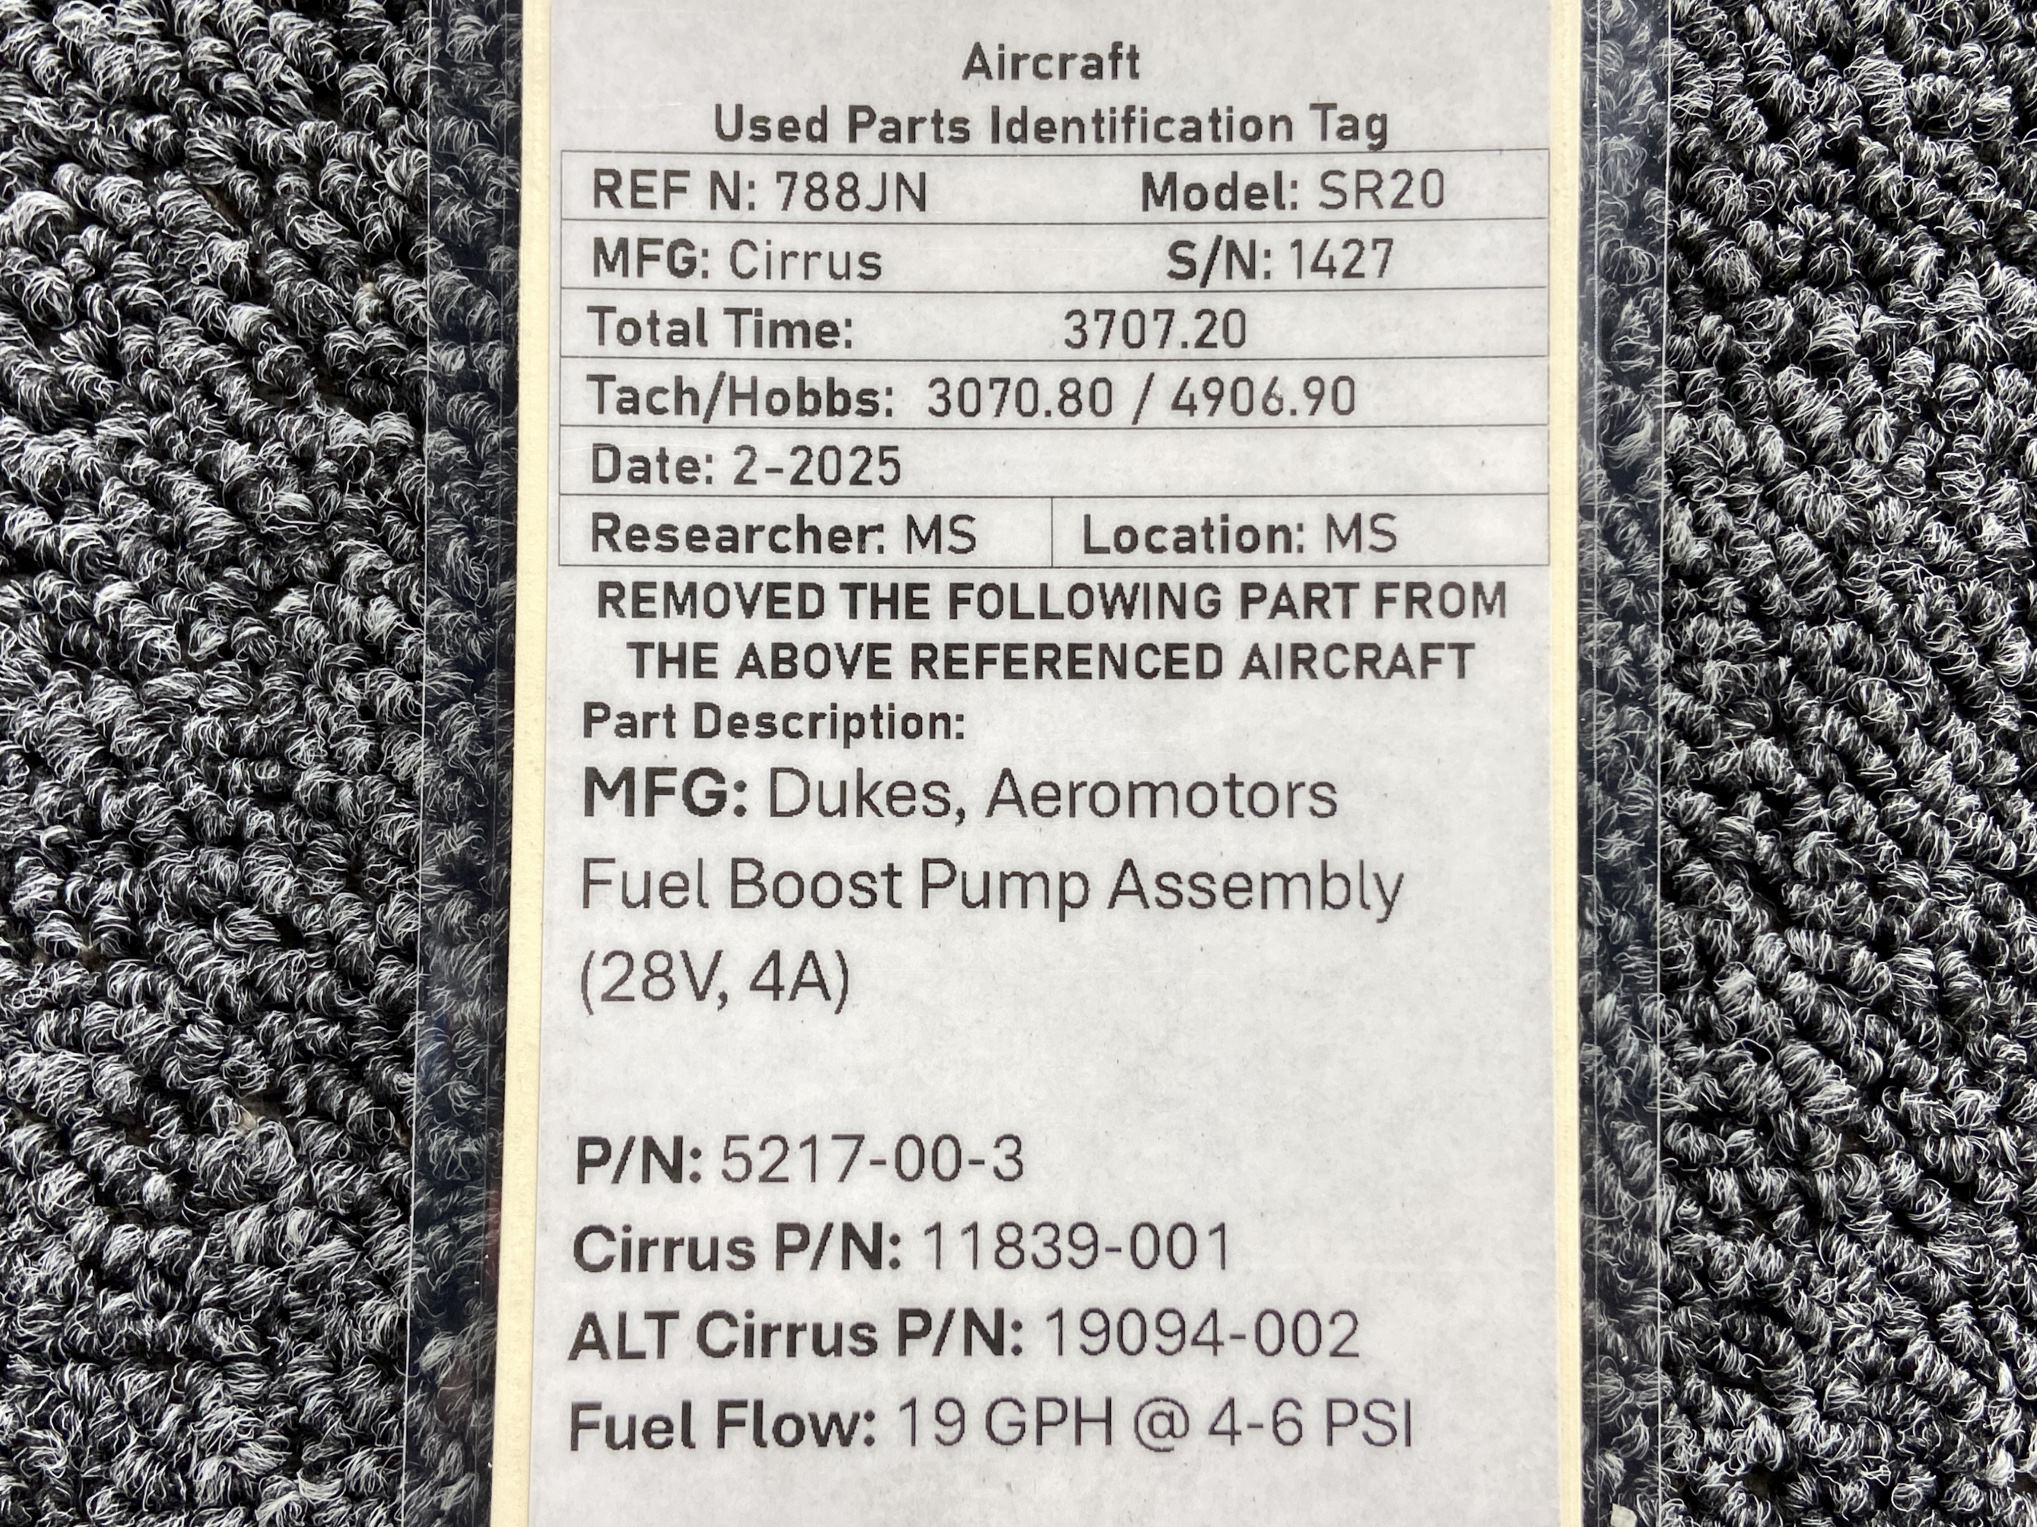 Aircraft
Used Parts Identification Tag
REF N: 788JN Model: SR20
MFG: Cirrus S/N: 1427
Total Time: 3707.20
Tach/Hobbs: 3070.80 / 4906.90
Date: 2-2025
Researcher: MS Location: MS
REMOVED THE FOLLOWING PART FROM
THE ABOVE REFERENCED AIRCRAFT
Part Description:
MFG: Dukes, Aeromotors
Fuel Boost Pump Assembly
(28V, 4A)
P/N: 5217-00-3
Cirrus P/N: 11839-001
ALT Cirrus P/N: 19094-002
Fuel Flow: 19 GPH @ 4-6 PSI